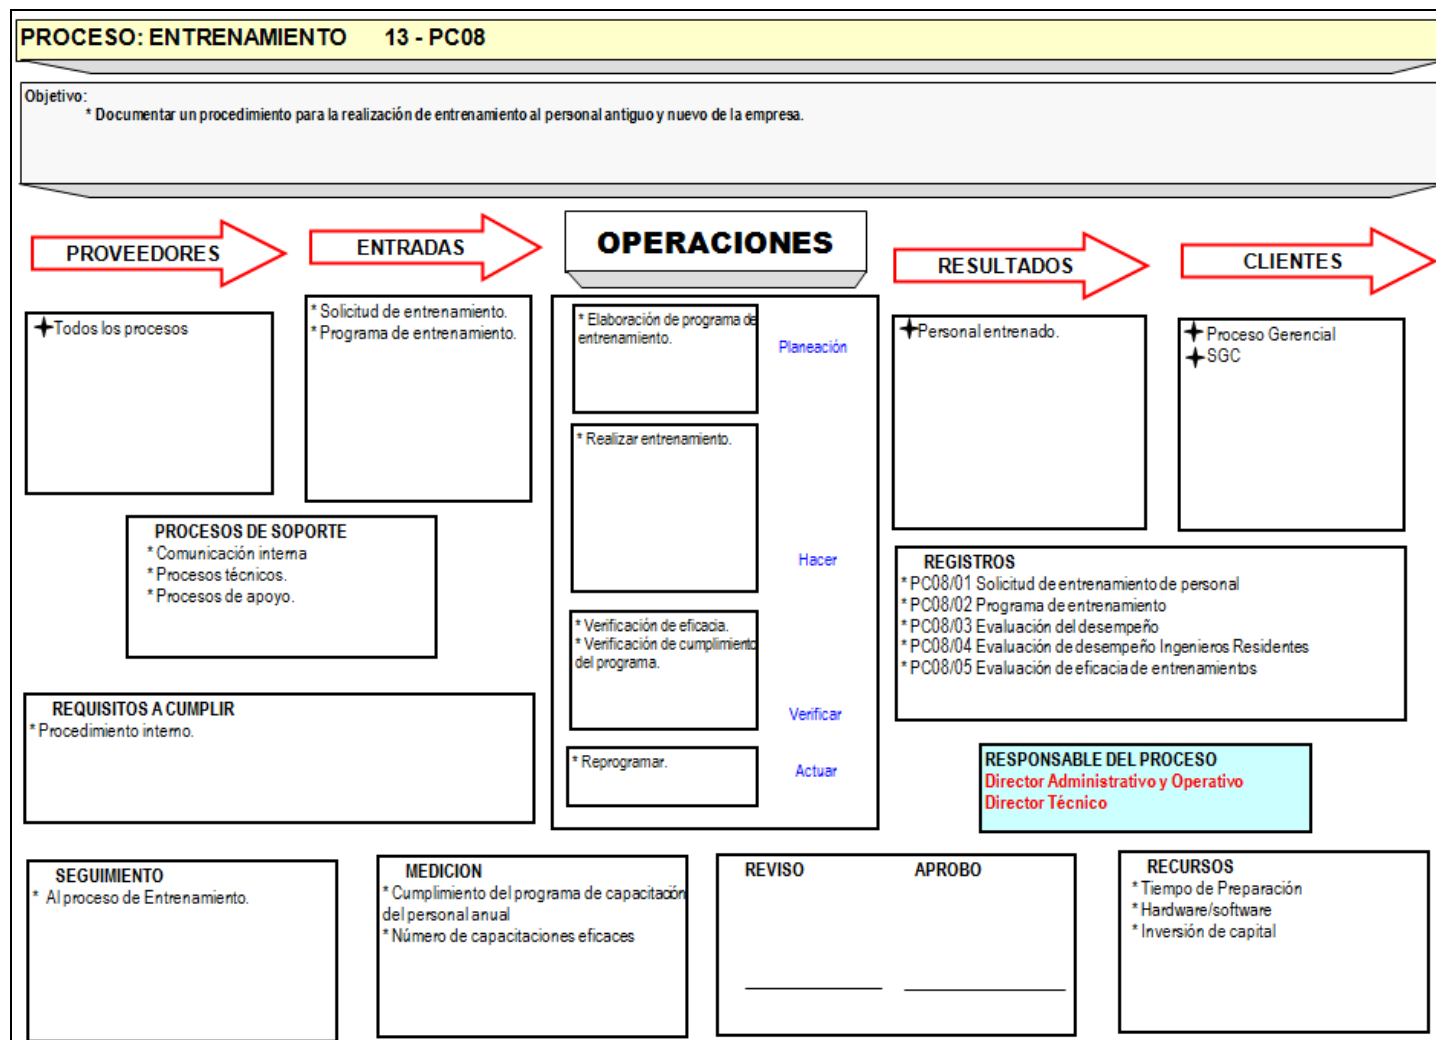 PROCESO: ENTRENAMIENTO 13 - PC08
Objetivo:
* Documentar un procedimiento para la realización de entrenamiento al personal antiguo y nuevo de la empresa.
PROVEEDORES
ENTRADAS
OPERACIONES
RESULTADOS
CLIENTES
Todos los procesos
* Solicitud de entrenamiento.
* Programa de entrenamiento.
* Elaboración de programa de
entrenamiento.
Planeación
* Realizar entrenamiento.
Hacer
* Verificación de eficacia.
* Verificación de cumplimiento
del programa.
Verificar
* Reprogramar.
Actuar
Personal entrenado.
Proceso Gerencial
SGC
PROCESOS DE SOPORTE
* Comunicación interna
* Procesos técnicos.
* Procesos de apoyo.
REGISTROS
* PC08/01 Solicitud de entrenamiento de personal
* PC08/02 Programa de entrenamiento
* PC08/03 Evaluación del desempeño
* PC08/04 Evaluación de desempeño Ingenieros Residentes
* PC08/05 Evaluación de eficacia de entrenamientos
REQUISITOS A CUMPLIR
* Procedimiento interno.
RESPONSABLE DEL PROCESO
Director Administrativo y Operativo
Director Técnico
SEGUIMIENTO
* Al proceso de Entrenamiento.
MEDICION
* Cumplimiento del programa de capacitación
del personal anual
* Número de capacitaciones eficaces
REVISO APROBO
RECURSOS
* Tiempo de Preparación
* Hardware/software
* Inversión de capital